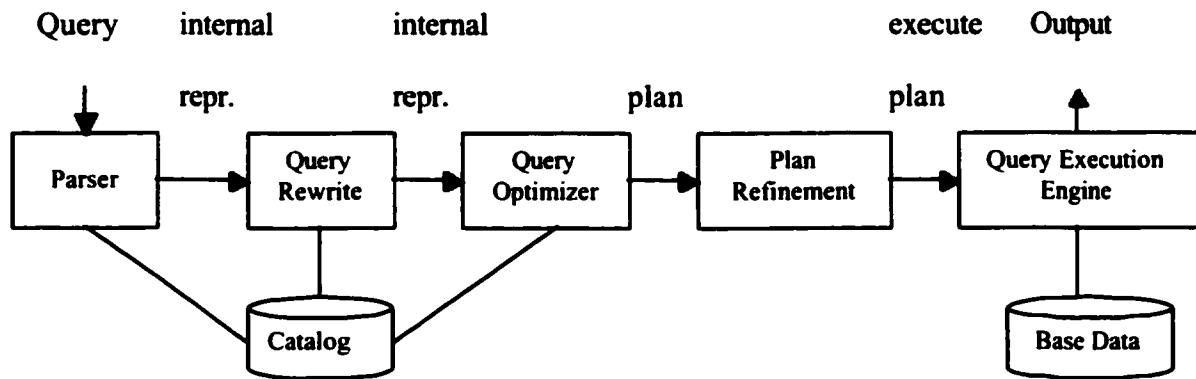 Query internal internal execute Output
repr. repr. plan plan
Parser
Query
Rewrite
Query
Optimizer
Plan
Refinement
Query Execution
Engine
Catalog
Base Data